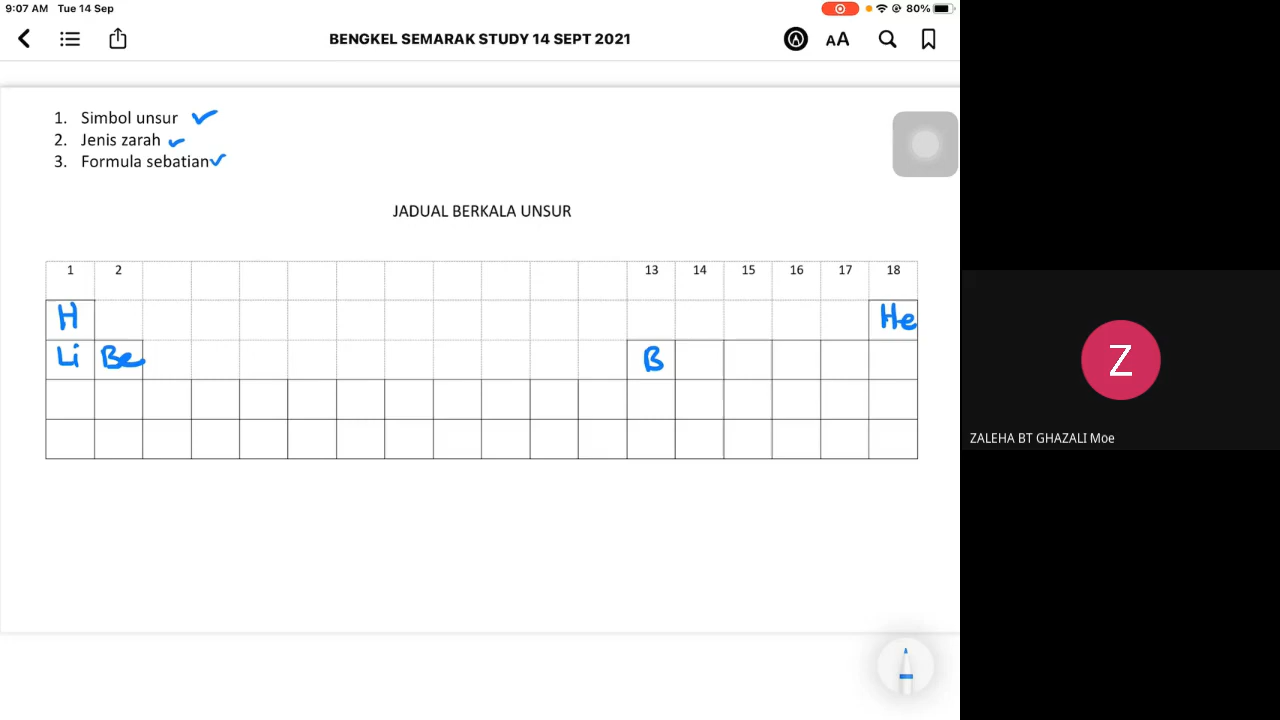 9:07 AM Tue 14 Sep
80%
BENGKEL SEMARAK STUDY 14 SEPT 2021
AA
1. Simbol unsur
2. Jenis zarah
3. Formula sebatian
JADUAL BERKALA UNSUR
1 2 13 14 15 16 17 18
H He
Li Be B
Z
ZALEHA BT GHAZALI Moe